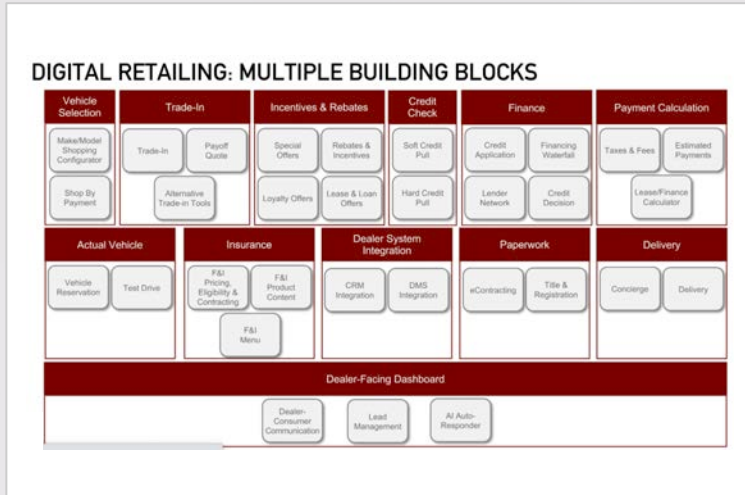 DIGITAL RETAILING: MULTIPLE BUILDING BLOCKS
Vehicle
Selection
Make/Model
Shopping
Configurator
Shop By
Payment
Trade-In
Trade-In
Payoff
Quote
Alternative
Trade-in Tools
Incentives & Rebates
Special
Offers
Rebates &
Incentives
Loyalty Offers
Lease & Loan
Offers
Credit
Check
Soft Credit
Pull
Hard Credit
Pull
Finance
Credit
Application
Financing
Waterfall
Lender
Network
Credit
Decision
Payment Calculation
Taxes & Fees
Estimated
Payments
Lease/Finance
Calculator
Actual Vehicle
Vehicle
Reservation
Test Drive
Insurance
F&I
Pricing,
Eligibility &
Contracting
F&I
Product
Content
F&I
Menu
Dealer System
Integration
CRM
Integration
DMS
Integration
Paperwork
eContracting
Title &
Registration
Delivery
Concierge
Delivery
Dealer-Facing Dashboard
Dealer-
Consumer
Communication
Lead
Management
AI Auto-
Responder